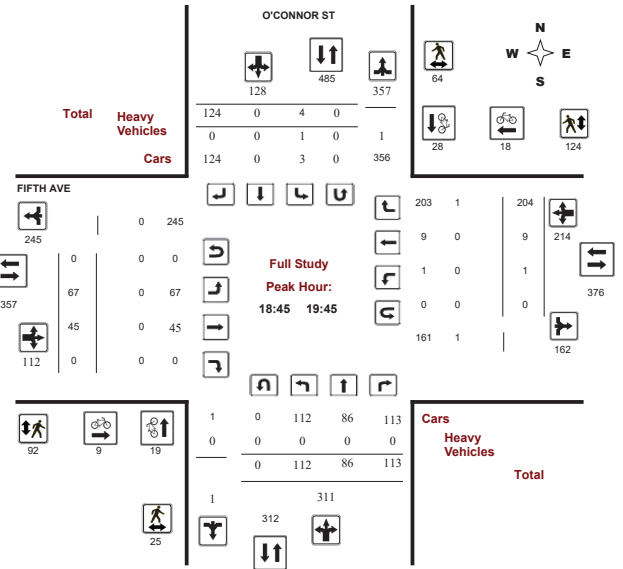 O'CONNOR ST
N
W E
S
485
64
128 357
Total Heavy
Vehicles
Cars
124 0 4 0
0 0 1 0 1
124 0 3 0 356
28 18 124
FIFTH AVE
245
0 245
203 1 204
214
0 0 0
9 0 9
357
67 0 67
1 0 1
376
45 0 45
0 0 0
112
0 0 0
161 1
162
Full Study
Peak Hour:
18:45 19:45
92 9 19
25
1 0 112 86 113
0 0 0 0 0
0 112 86 113
1 311
312
Cars
Heavy
Vehicles
Total